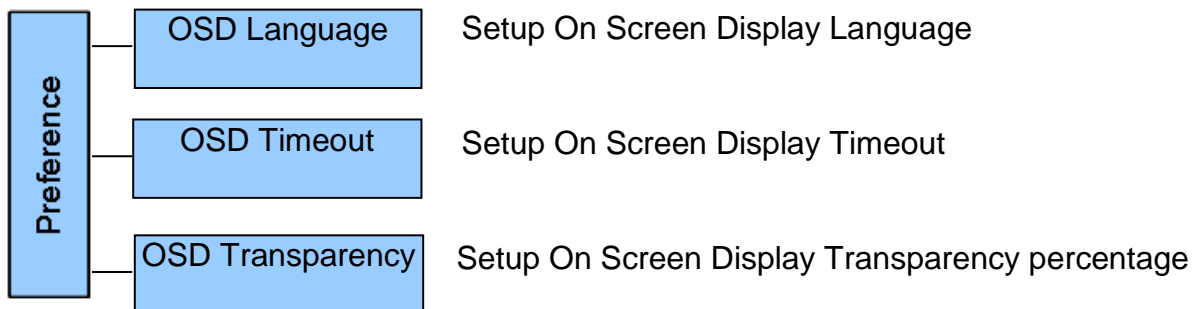 Preference
OSD Language
Setup On Screen Display Language
OSD Timeout
Setup On Screen Display Timeout
OSD Transparency
Setup On Screen Display Transparency percentage